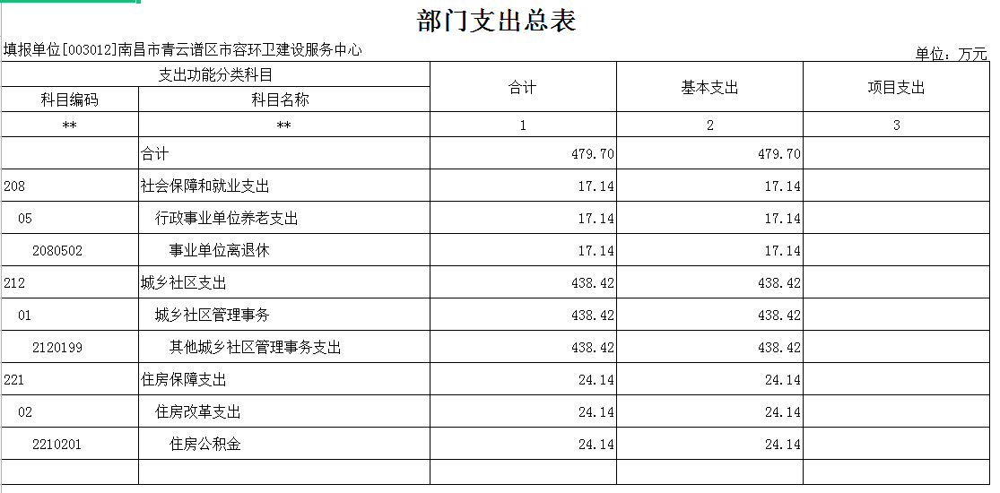 部门支出总表
填报单位[003012]南昌市青云谱区市容环卫建设服务中心 单位：万元
支出功能分类科目 合计 基本支出 项目支出
科目编码 科目名称
** ** 1 2 3
合计 479.70 479.70
208 社会保障和就业支出 17.14 17.14
05 行政事业单位养老支出 17.14 17.14
2080502 事业单位离退休 17.14 17.14
212 城乡社区支出 438.42 438.42
01 城乡社区管理事务 438.42 438.42
2120199 其他城乡社区管理事务支出 438.42 438.42
221 住房保障支出 24.14 24.14
02 住房改革支出 24.14 24.14
2210201 住房公积金 24.14 24.14